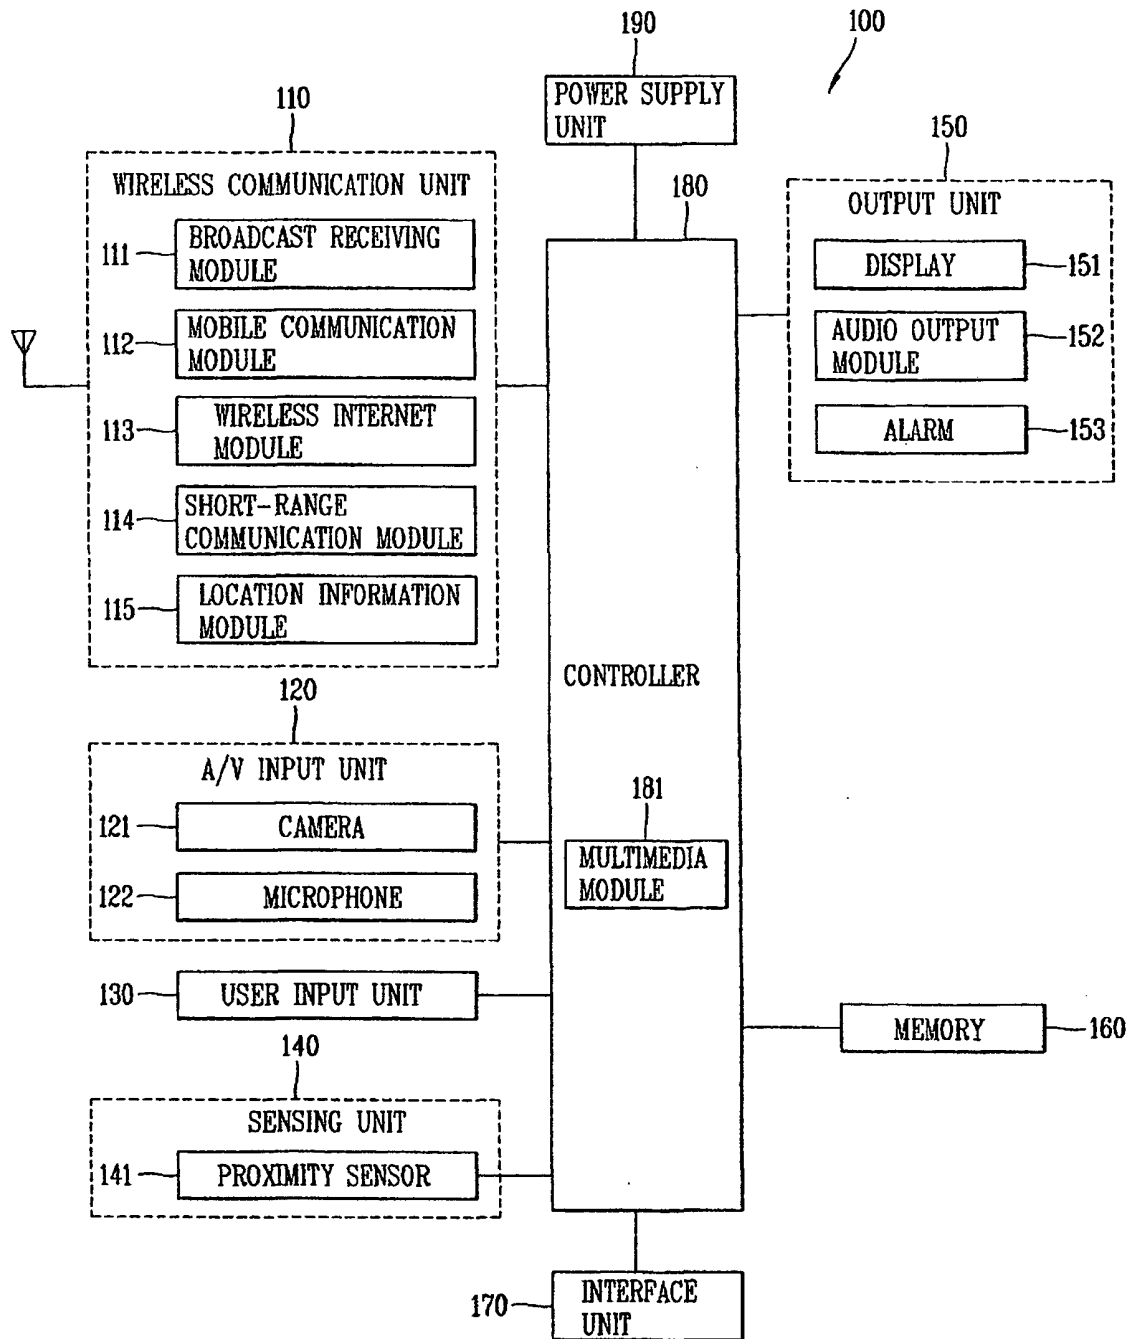 190
100
POWER SUPPLY
UNIT
110
150
WIRELESS COMMUNICATION UNIT
180
OUTPUT UNIT
111
BROADCAST RECEIVING
MODULE
DISPLAY
151
112
MOBILE COMMUNICATION
MODULE
AUDIO OUTPUT
MODULE
152
113
WIRELESS INTERNET
MODULE
ALARM
153
114
SHORT-RANGE
COMMUNICATION MODULE
115
LOCATION INFORMATION
MODULE
CONTROLLER
120
A/V INPUT UNIT
121
CAMERA
181
MULTIMEDIA
MODULE
122
MICROPHONE
130
USER INPUT UNIT
MEMORY
160
140
SENSING UNIT
141
PROXIMITY SENSOR
170
INTERFACE
UNIT